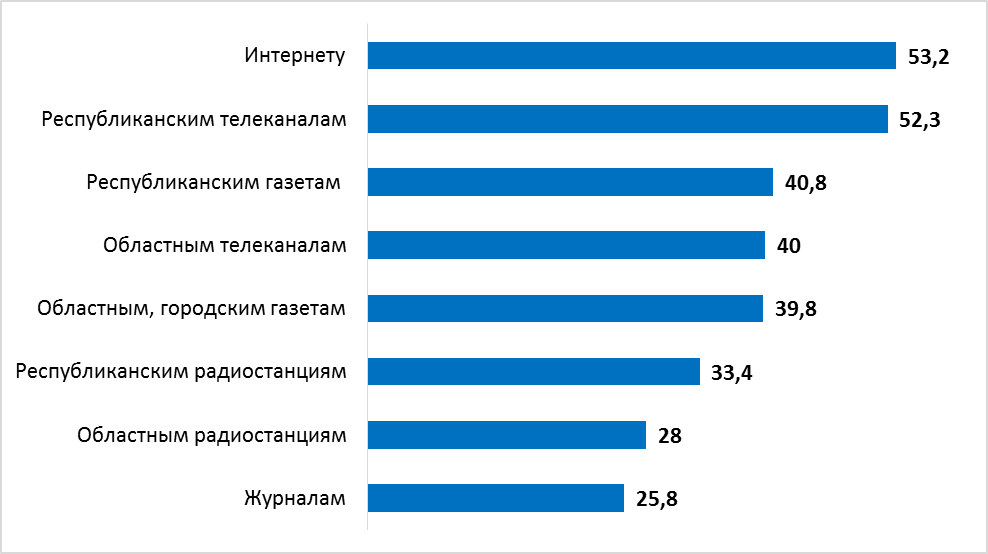 Интернету 53,2
Республиканским телеканалам 52,3
Республиканским газетам 40,8
Областным телеканалам 40
Областным, городским газетам 39,8
Республиканским радиостанциям 33,4
Областным радиостанциям 28
Журналам 25,8